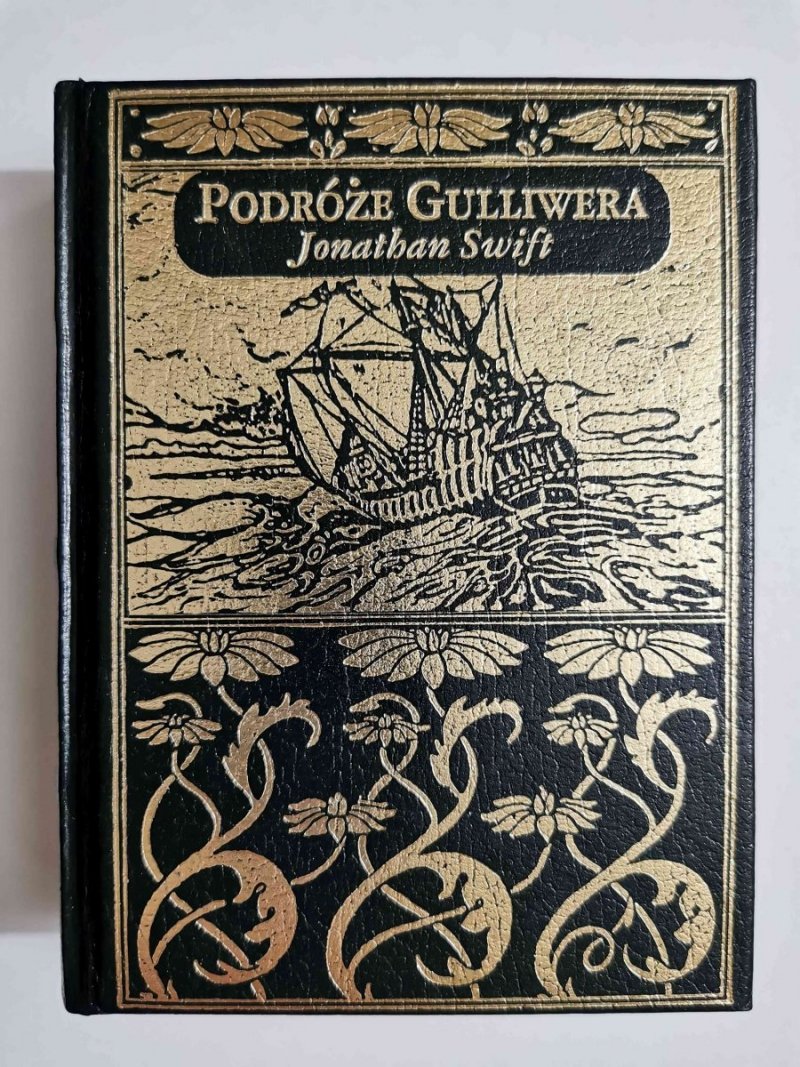 PODRÓŻE GULLIWERA
Jonathan Swift